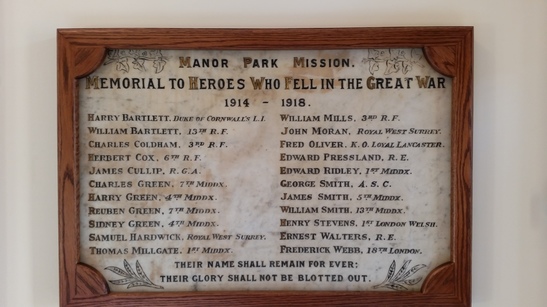 MANOR PARK MISSION.
MEMORIAL TO HEROES WHO FELL IN THE GREAT WAR
1914 - 1918.
HARRY BARTLETT, DUKE OF CORNWALL'S L.I.
WILLIAM BARTLETT, 13TH R.F.
CHARLES COLDHAM, 3RD R.F.
HERBERT COX, 6TH R.F.
JAMES CULLIP, R.G.A.
CHARLES GREEN, 7TH MIDDX.
HARRY GREEN, 4TH MIDDX.
REUBEN GREEN, 7TH MIDDX.
SIDNEY GREEN, 4TH MIDDX.
SAMUEL HARDWICK, ROYAL WEST SURREY.
THOMAS MILLGATE, 1ST MIDDX.
WILLIAM MILLS, 3RD R.F.
JOHN MORAN, ROYAL WEST SURREY.
FRED OLIVER, K.O. LOYAL LANCASTER.
EDWARD PRESSLAND, R.E.
EDWARD RIDLEY, 1ST MIDDX.
GEORGE SMITH, A.S.C.
JAMES SMITH, 5TH MIDDX.
WILLIAM SMITH, 13TH MIDDX.
HENRY STEVENS, 1ST LONDON WELSH.
ERNEST WALTERS, R.E.
FREDERICK WEBB, 18TH LONDON.
THEIR NAME SHALL REMAIN FOR EVER:
THEIR GLORY SHALL NOT BE BLOTTED OUT.